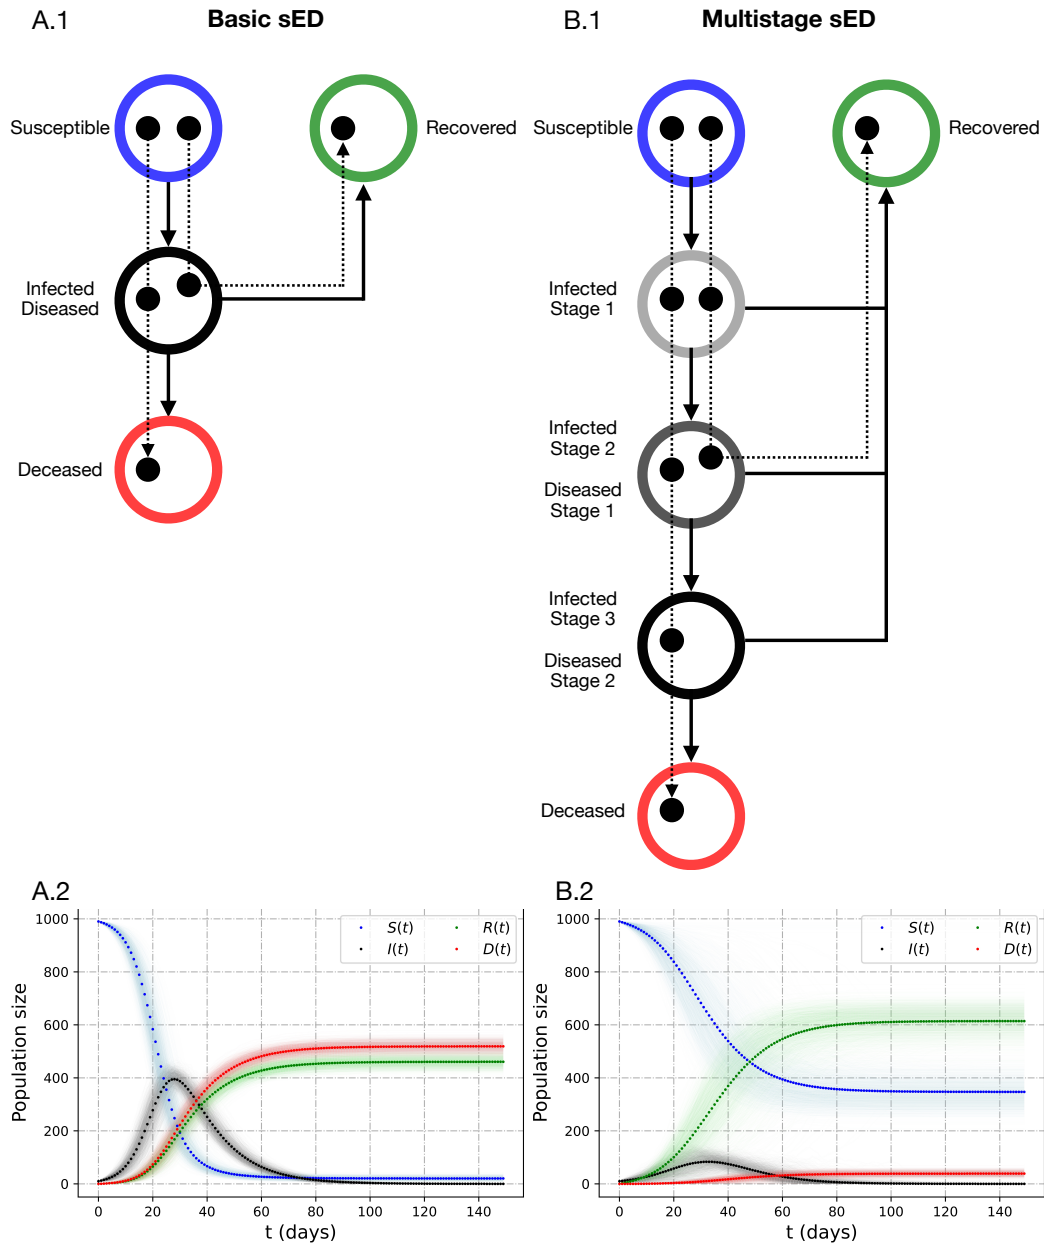 A.1
Basic sED
Susceptible
Recovered
Infected
Diseased
Deceased
B.1
Multistage sED
Susceptible
Recovered
Infected
Stage 1
Infected
Stage 2
Diseased
Stage 1
Infected
Stage 3
Diseased
Stage 2
Deceased
A.2
Population size
1000
800
600
400
200
0
0 20 40 60 80 100 120 140
t (days)
S(t) R(t)
I(t) D(t)
B.2
Population size
1000
800
600
400
200
0
0 20 40 60 80 100 120 140
t (days)
S(t) R(t)
I(t) D(t)